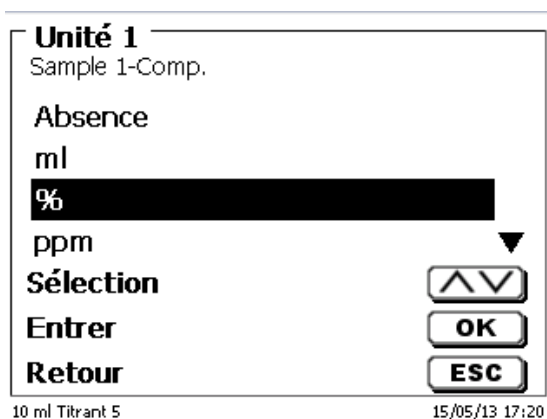 Unité 1
Sample 1-Comp.
Absence
ml
%
ppm
Sélection
Entrer OK
Retour ESC
10 ml Titrant 5 15/05/13 17:20